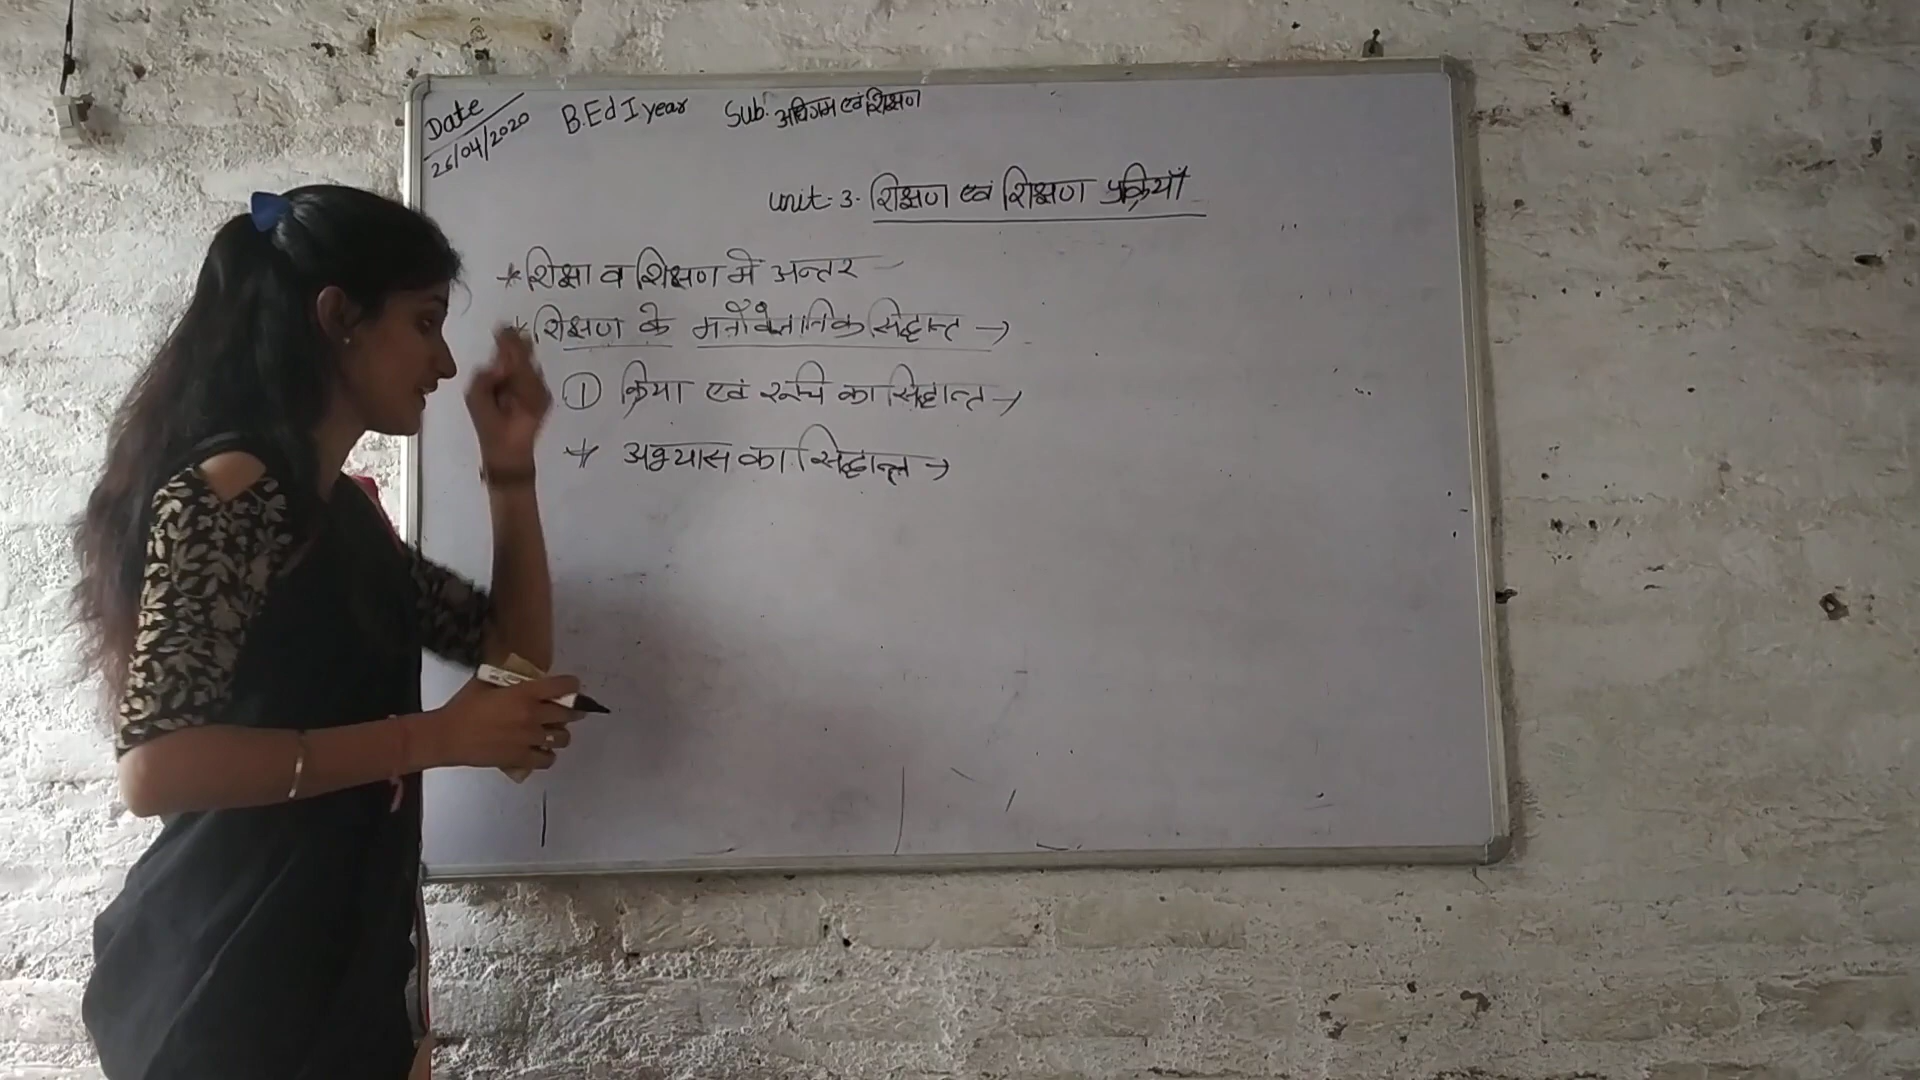 Date
26/04/2020
B.Ed I year Sub. अधिगम एवं शिक्षण
Unit-3. शिक्षण एवं शिक्षण प्रक्रियाँ
* शिक्षा व शिक्षण में अन्तर -
* शिक्षण के मनोवैज्ञानिक सिद्धान्त →
① क्रिया एवं रूचि का सिद्धान्त →
* अभ्यास का सिद्धान्त →